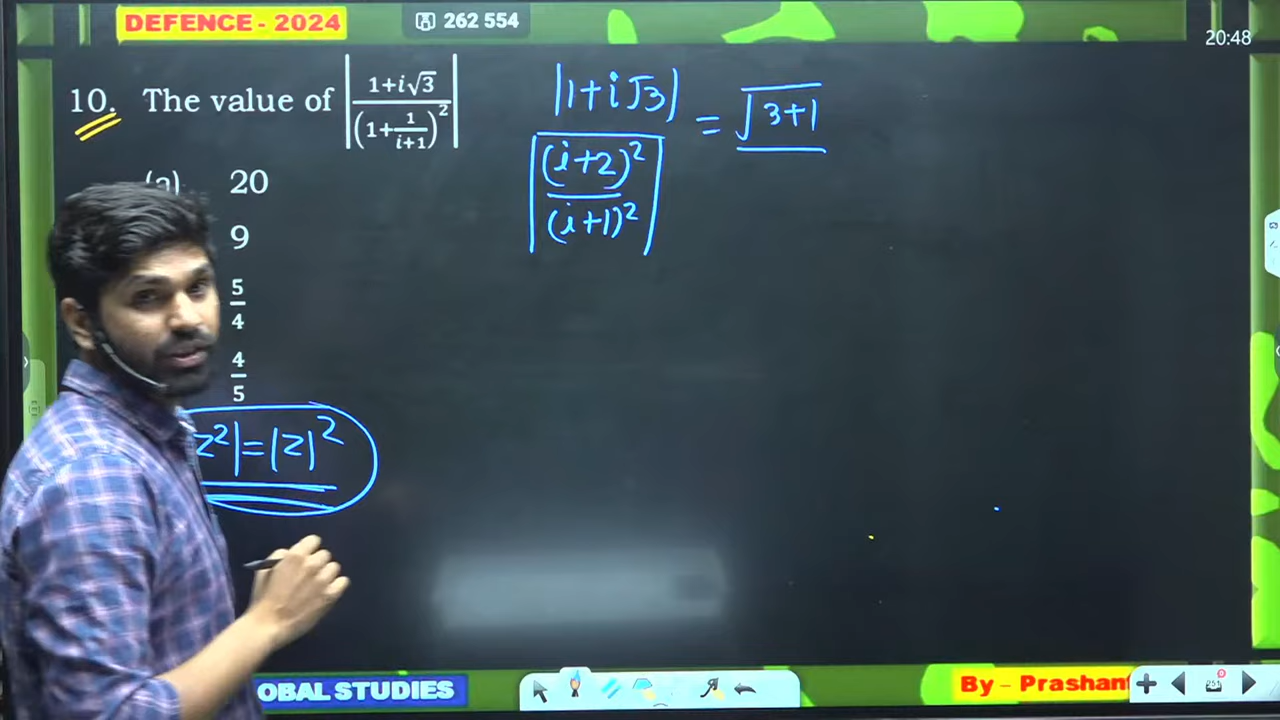 DEFENCE - 2024
262 554
20:48
10. The value of |(1+i√3)/(1+1/(i+1))²|
(a) 20
9
5/4
4/5
|1+i√3|
|(i+2)²/(i+1)²|
= √3+1
z²|=|z|²
OBAL STUDIES
By – Prashant